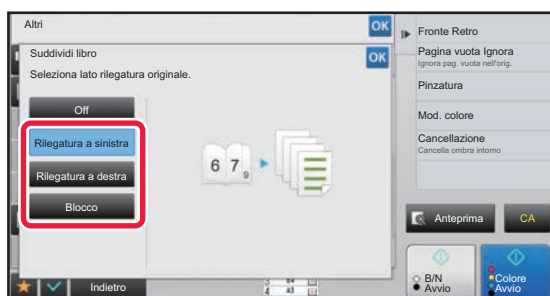 Altri
OK
Suddividi libro
OK
Seleziona lato rilegatura originale.
Off
Rilegatura a sinistra
Rilegatura a destra
Blocco
6 7 9
Indietro
Fronte Retro
Pagina vuota Ignora
Ignora pag. vuota nell'orig.
Pinzatura
Mod. colore
Cancellazione
Cancella ombra intorno
Anteprima
CA
B/N
Avvio
Colore
Avvio